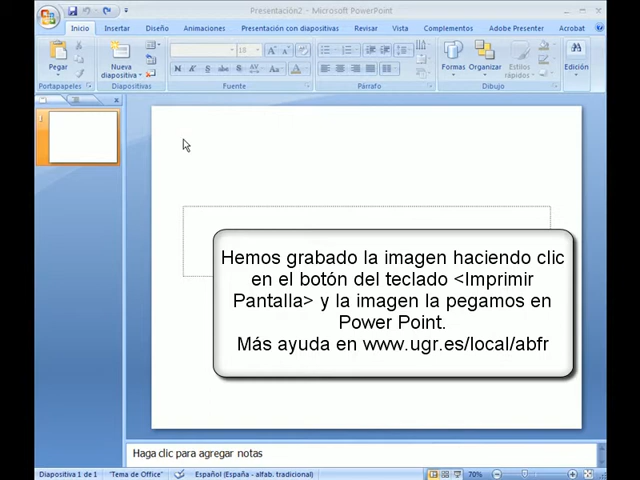 Presentación2 - Microsoft PowerPoint
Inicio Insertar Diseño Animaciones Presentación con diapositivas Revisar Vista Complementos Adobe Presenter Acrobat
18
Pegar Nueva diapositiva Formas Organizar Estilos rápidos Edición
Portapapeles Diapositivas Fuente Párrafo Dibujo
1
Hemos grabado la imagen haciendo clic
en el botón del teclado <Imprimir
Pantalla> y la imagen la pegamos en
Power Point.
Más ayuda en www.ugr.es/local/abfr
Haga clic para agregar notas
Diapositiva 1 de 1 "Tema de Office" Español (España - alfab. tradicional) 70%